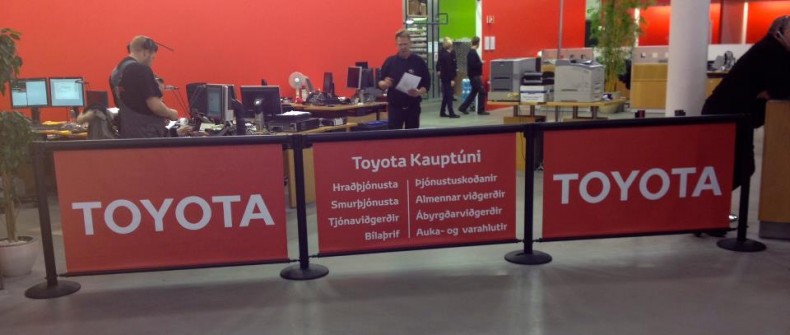 TOYOTA
Toyota Kauptúni
Hraðþjónusta
Smurþjónusta
Tjónaviðgerðir
Bílaþrif
Þjónustuskoðanir
Almennar viðgerðir
Ábyrgðarviðgerðir
Auka- og varahlutir
TOYOTA